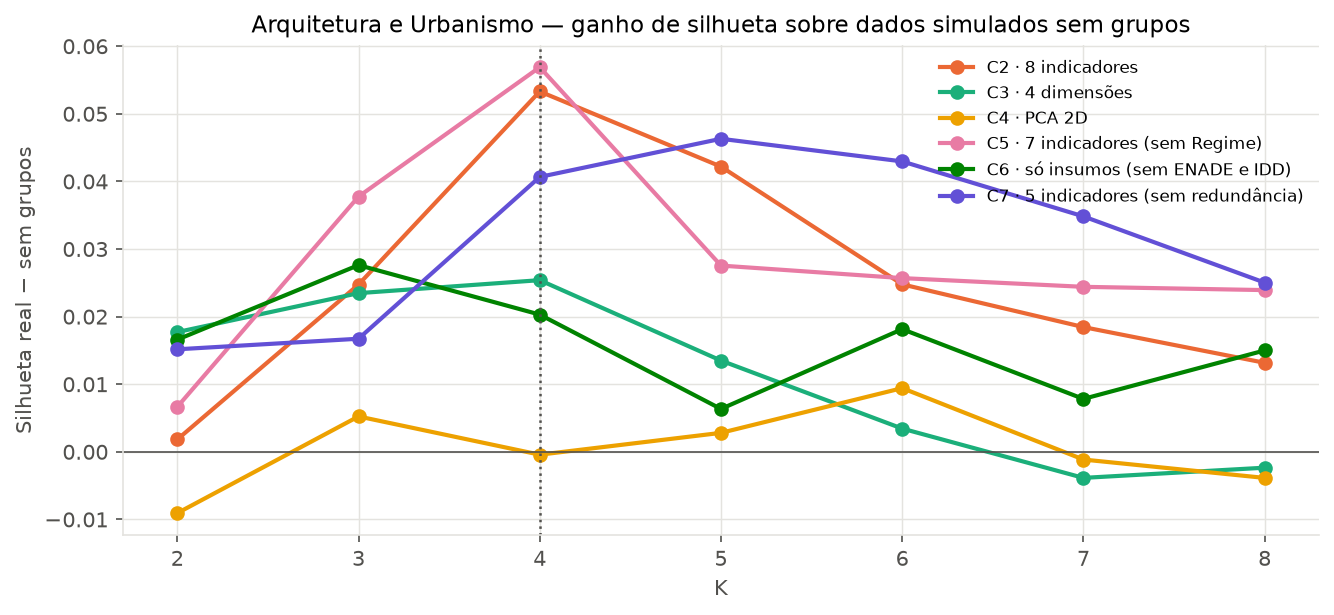 Arquitetura e Urbanismo — ganho de silhueta sobre dados simulados sem grupos
Silhueta real − sem grupos
0.06
0.05
0.04
0.03
0.02
0.01
0.00
−0.01
C2 · 8 indicadores
C3 · 4 dimensões
C4 · PCA 2D
C5 · 7 indicadores (sem Regime)
C6 · só insumos (sem ENADE e IDD)
C7 · 5 indicadores (sem redundância)
2 3 4 5 6 7 8
K